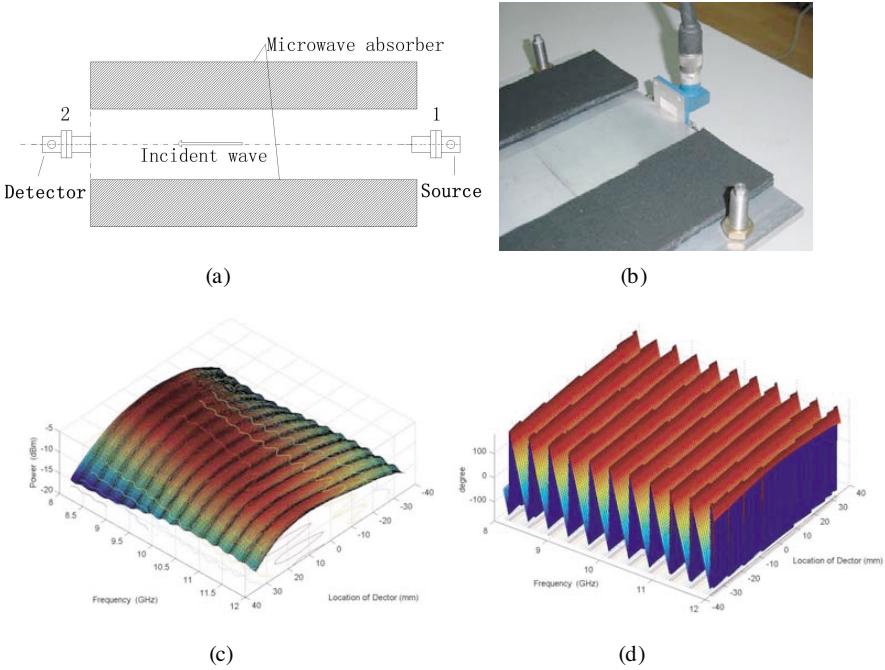 Microwave absorber
2
1
Incident wave
Detector
Source
(a)
(b)
-5
-10
-15
-20
Power (dBm)
8
8.5
9
9.5
10
10.5
11
11.5
12
Frequency (GHz)
40
30
20
10
0
-10
-20
-30
-40
Location of Dector (mm)
(c)
100
0
-100
degree
8
9
10
11
12
Frequency (GHz)
-40
-30
-20
-10
0
10
20
30
40
Location of Dector (mm)
(d)